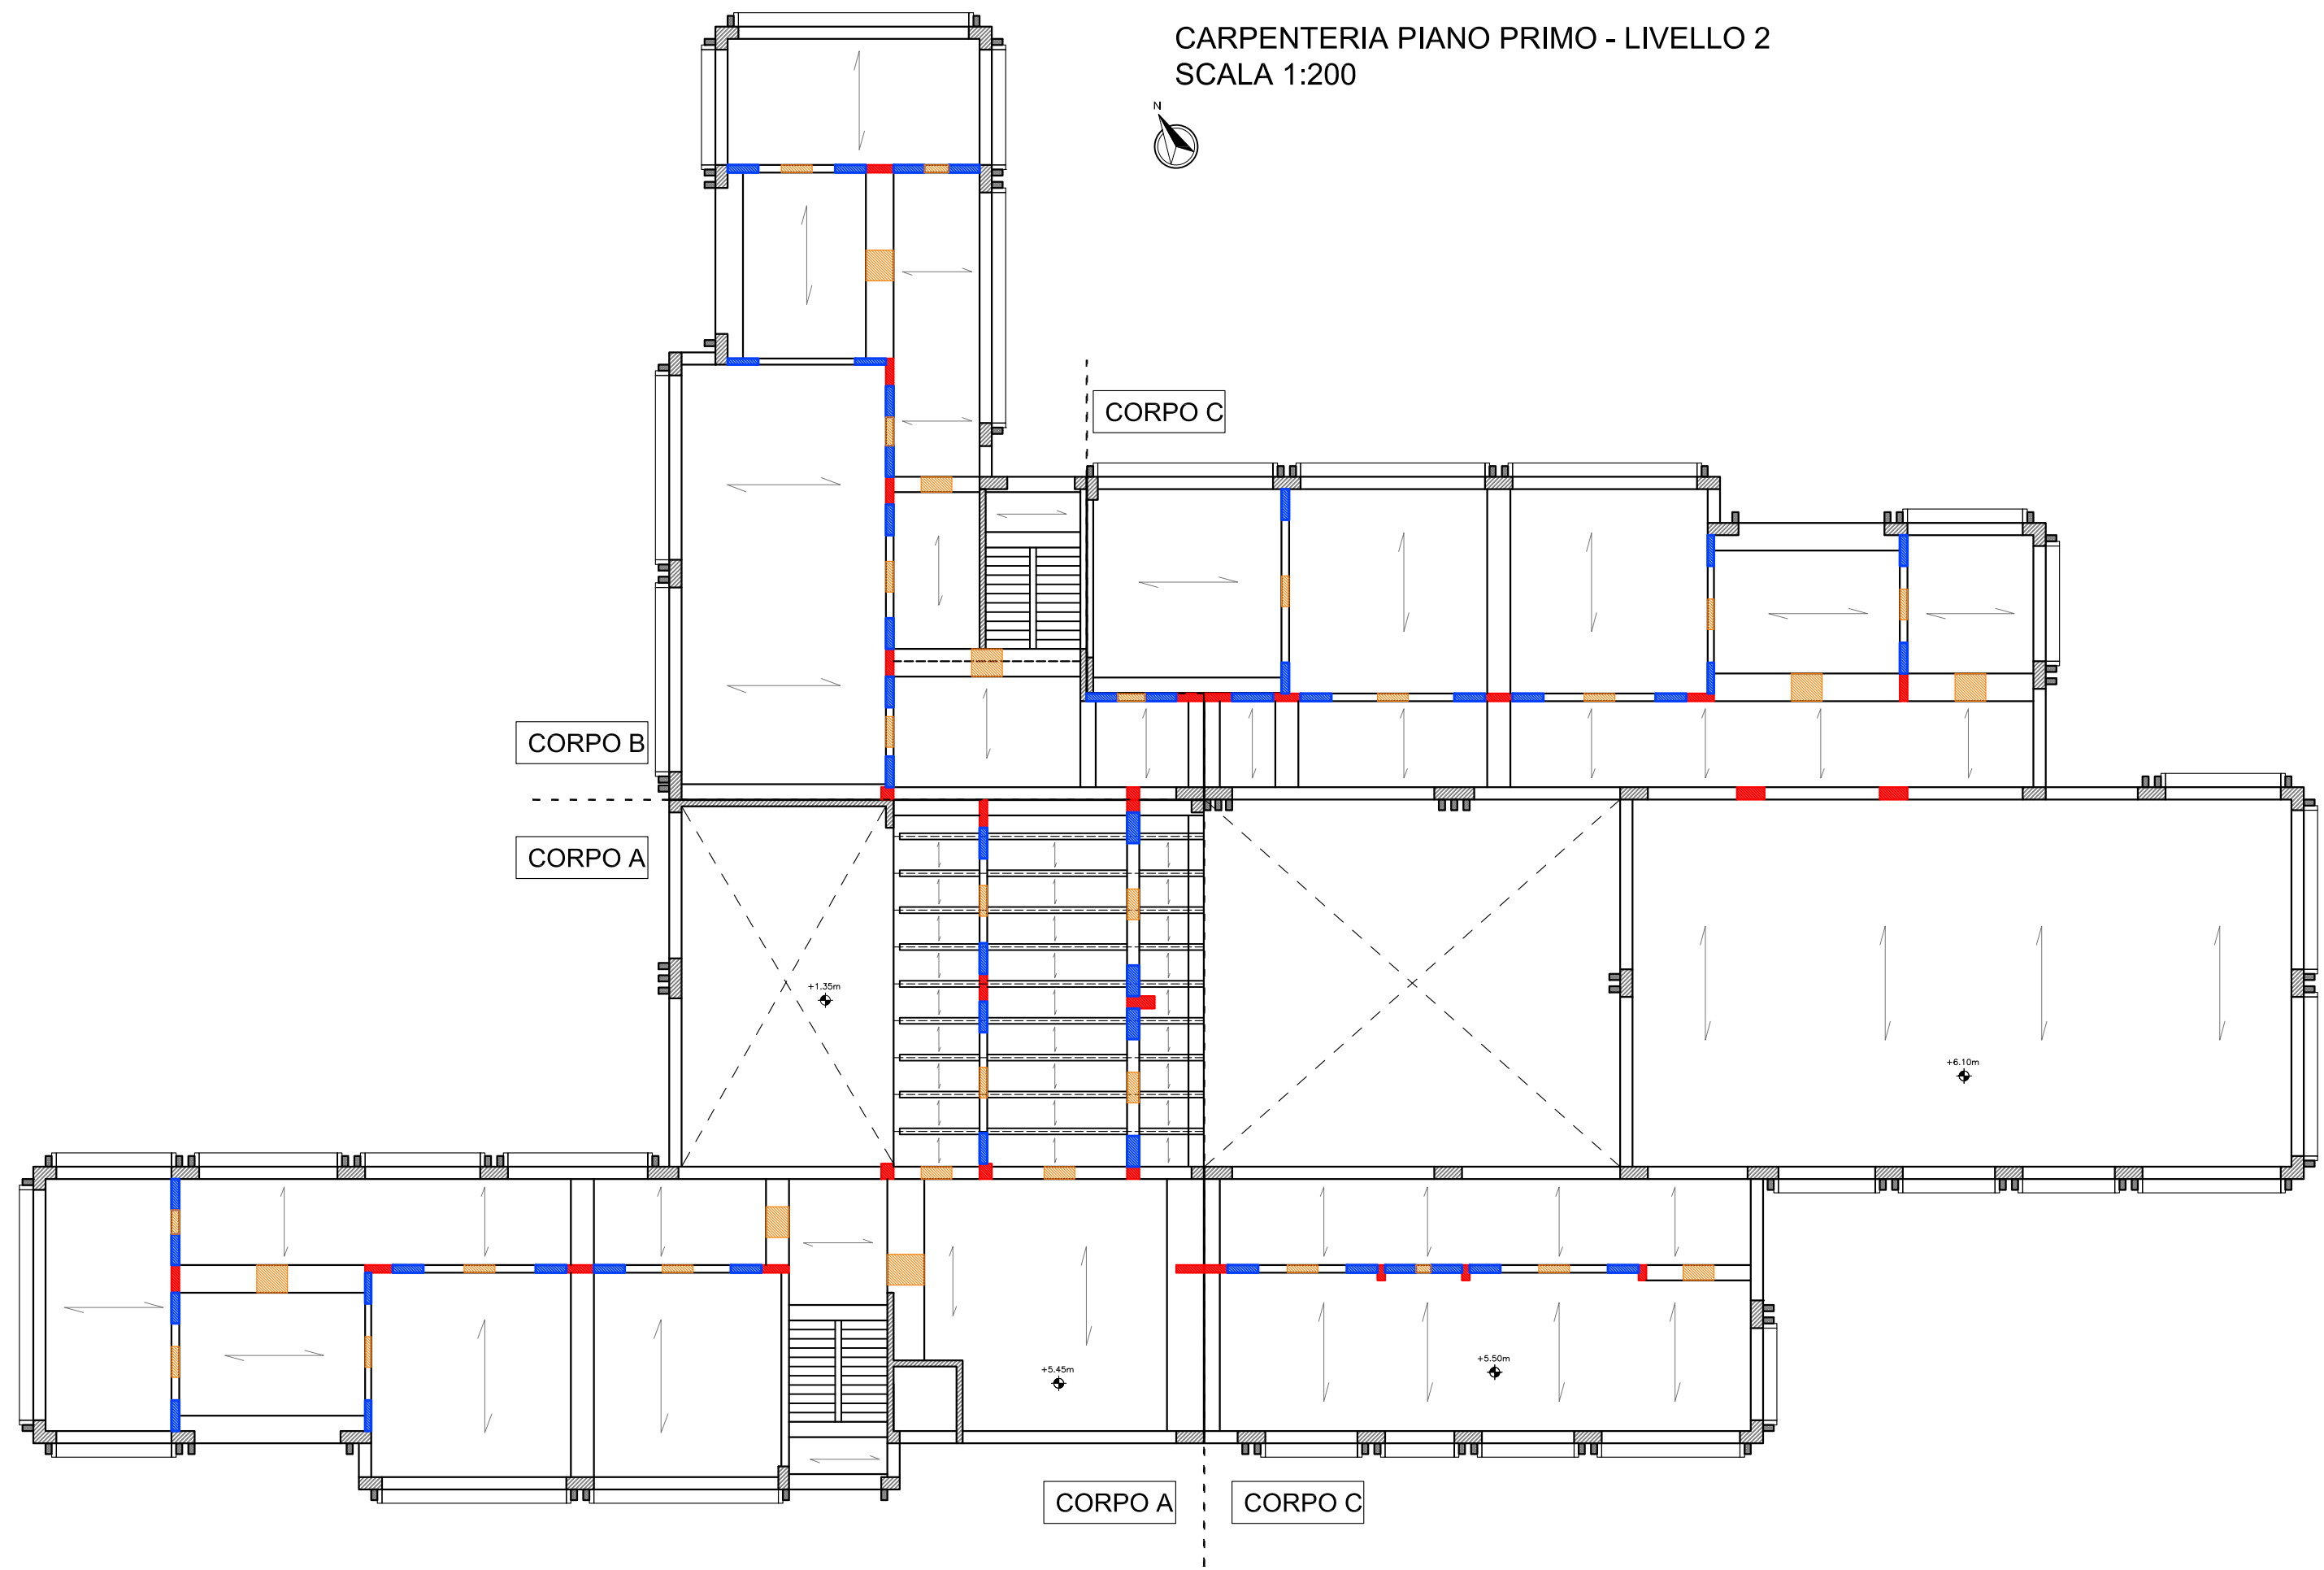 CARPENTERIA PIANO PRIMO - LIVELLO 2
SCALA 1:200
N
CORPO C
CORPO B
CORPO A
+1.35m
+6.10m
+5.45m
+5.50m
CORPO A
CORPO C